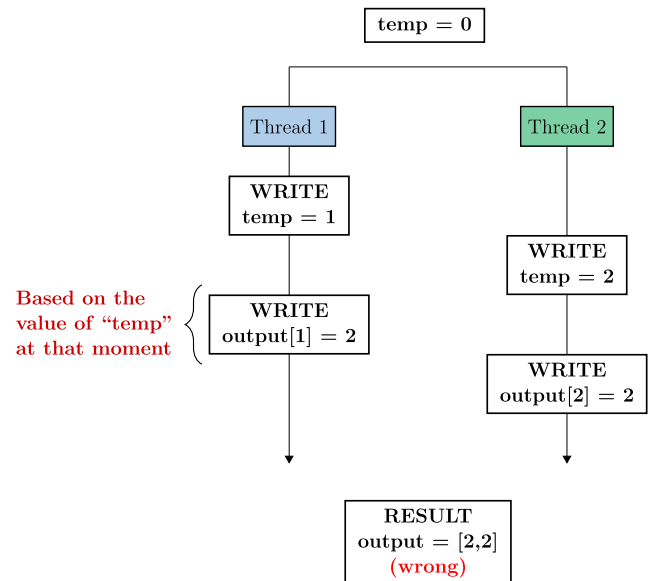 temp = 0
Thread 1
Thread 2
WRITE
temp = 1
WRITE
temp = 2
Based on the
value of “temp”
at that moment
WRITE
output[1] = 2
WRITE
output[2] = 2
RESULT
output = [2,2]
(wrong)